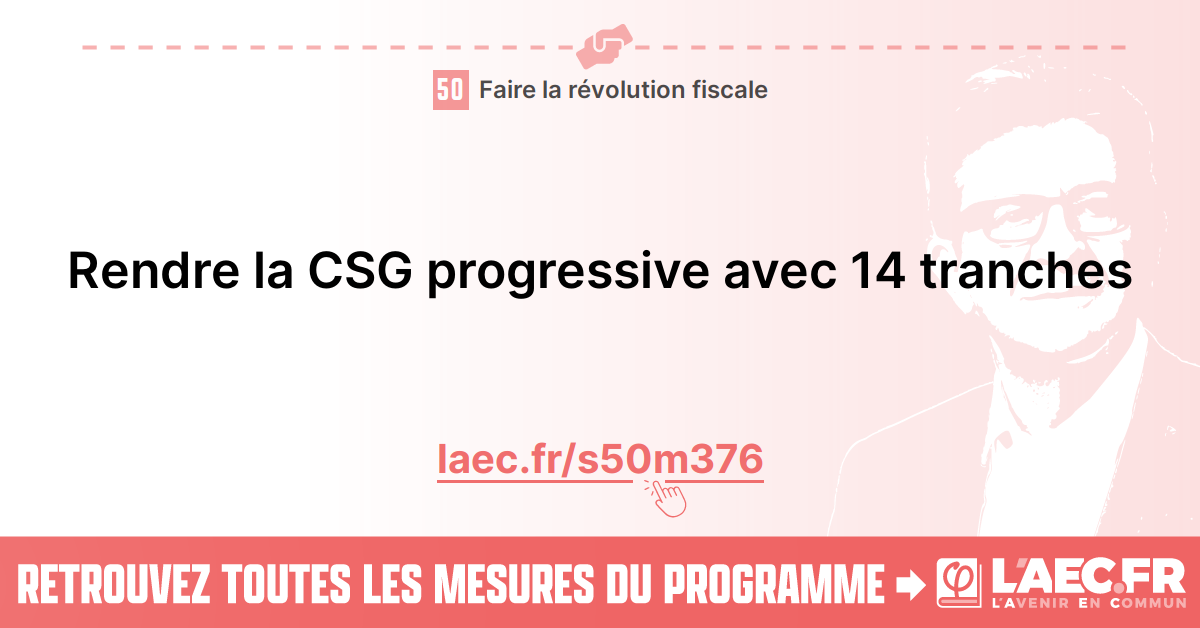 50 Faire la révolution fiscale
Rendre la CSG progressive avec 14 tranches
laec.fr/s50m376
RETROUVEZ TOUTES LES MESURES DU PROGRAMME
φ L'AEC.FR
L'AVENIR EN COMMUN